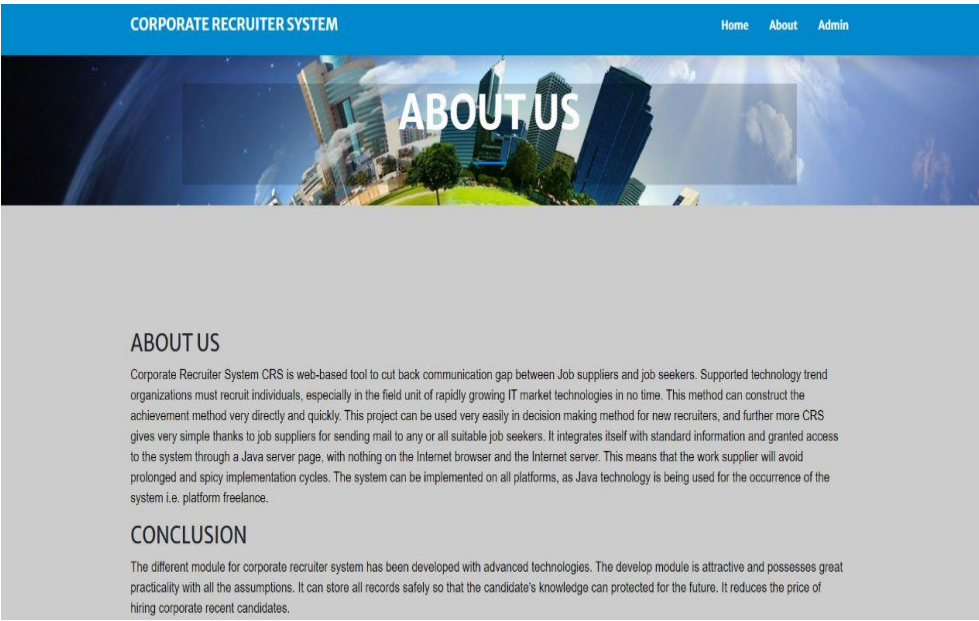 CORPORATE RECRUITER SYSTEM
Home About Admin
ABOUT US
ABOUT US
Corporate Recruiter System CRS is web-based tool to cut back communication gap between Job suppliers and job seekers. Supported technology trend
organizations must recruit individuals, especially in the field unit of rapidly growing IT market technologies in no time. This method can construct the
achievement method very directly and quickly. This project can be used very easily in decision making method for new recruiters, and further more CRS
gives very simple thanks to job suppliers for sending mail to any or all suitable job seekers. It integrates itself with standard information and granted access
to the system through a Java server page, with nothing on the Internet browser and the Internet server. This means that the work supplier will avoid
prolonged and spicy implementation cycles. The system can be implemented on all platforms, as Java technology is being used for the occurrence of the
system i.e. platform freelance.
CONCLUSION
The different module for corporate recruiter system has been developed with advanced technologies. The develop module is attractive and possesses great
practicality with all the assumptions. It can store all records safely so that the candidate's knowledge can protected for the future. It reduces the price of
hiring corporate recent candidates.